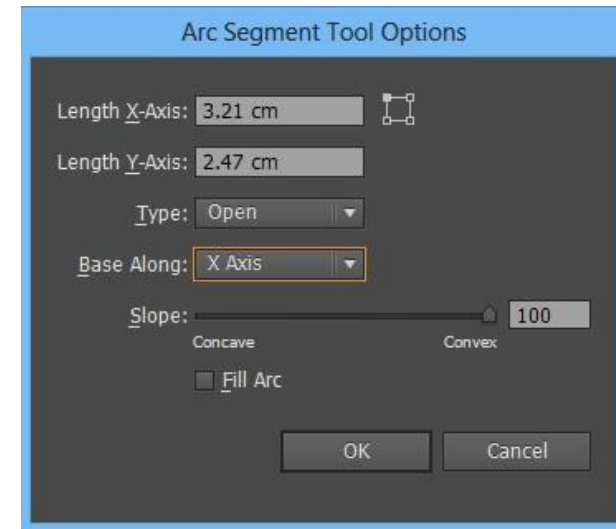 Arc Segment Tool Options
Length X-Axis: 3.21 cm
Length Y-Axis: 2.47 cm
Type: Open
Base Along: X Axis
Slope: 100
Concave Convex
Fill Arc
OK Cancel